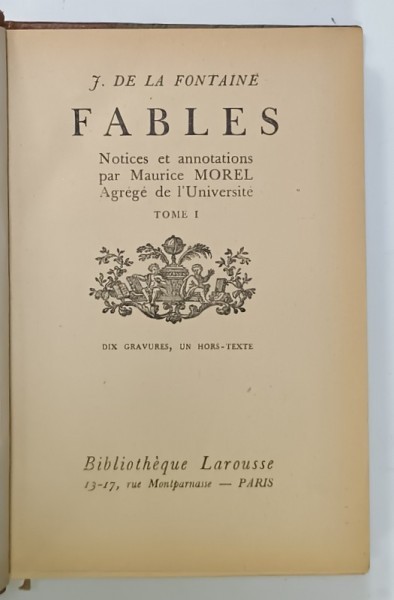 J. DE LA FONTAINE
FABLES
Notices et annotations
par Maurice MOREL
Agrégé de l'Université
TOME I
DIX GRAVURES, UN HORS-TEXTE
Bibliothèque Larousse
13-17, rue Montparnasse — PARIS